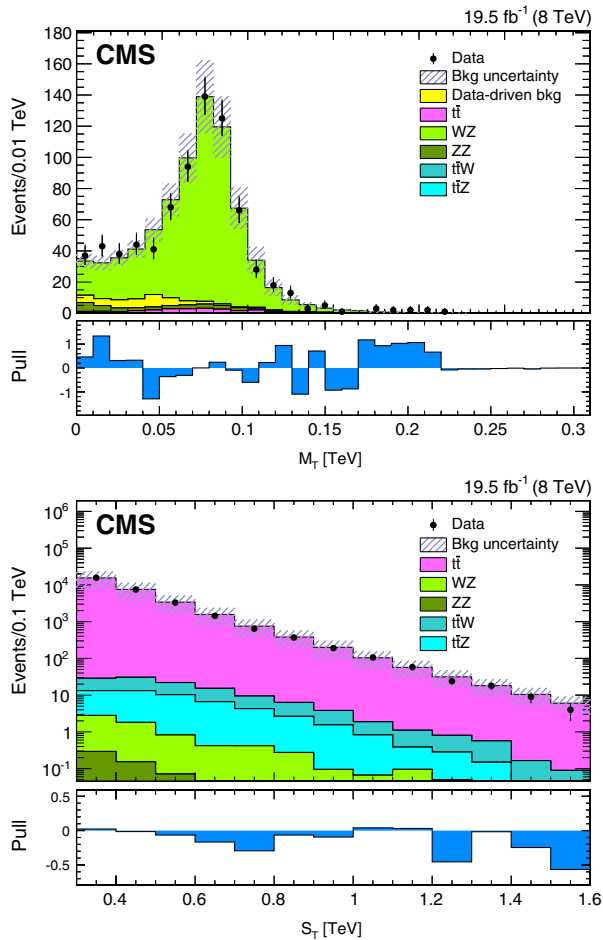 19.5 fb⁻¹ (8 TeV)
CMS
Data
Bkg uncertainty
Data-driven bkg
tt̄
WZ
ZZ
tt̄W
tt̄Z
Events/0.01 TeV
180
160
140
120
100
80
60
40
20
0
Pull
1
0
-1
0
0.05
0.1
0.15
0.2
0.25
0.3
M_T [TeV]
19.5 fb⁻¹ (8 TeV)
CMS
Data
Bkg uncertainty
tt̄
WZ
ZZ
tt̄W
tt̄Z
Events/0.1 TeV
10⁶
10⁵
10⁴
10³
10²
10
1
10⁻¹
Pull
0.5
0
-0.5
0.4
0.6
0.8
1
1.2
1.4
1.6
S_T [TeV]